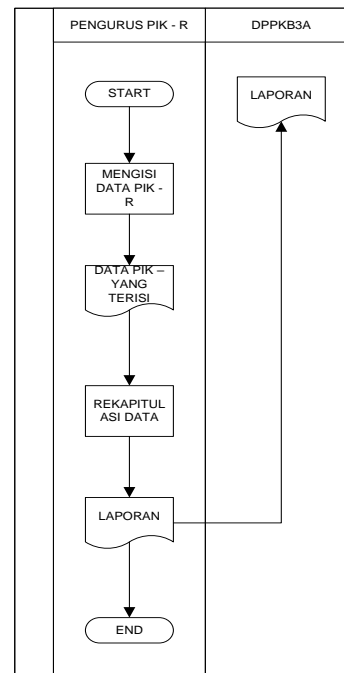 PENGURUS PIK - R
DPPKB3A
START
LAPORAN
MENGISI
DATA PIK -
R
DATA PIK –
YANG
TERISI
REKAPITUL
ASI DATA
LAPORAN
END